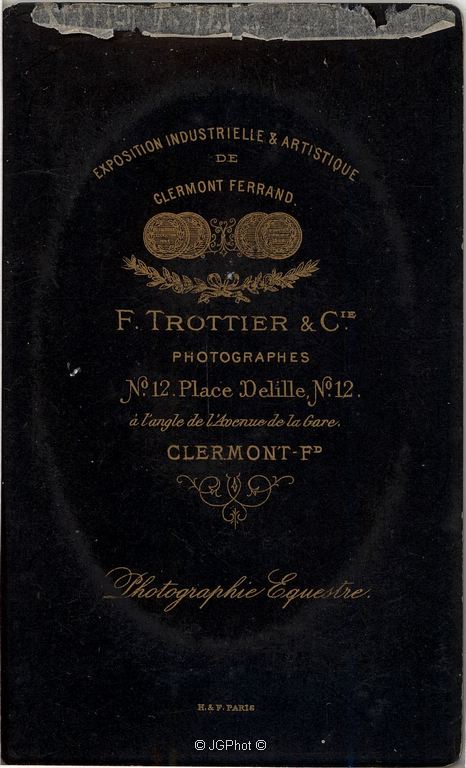 EXPOSITION INDUSTRIELLE & ARTISTIQUE
DE
CLERMONT FERRAND.
F. TROTTIER & CIE.
PHOTOGRAPHES
No 12. Place Delille, No 12.
à l'angle de l'Avenue de la Gare.
CLERMONT-FD
Photographie Equestre.
H. & F. PARIS
© JGPhot ©